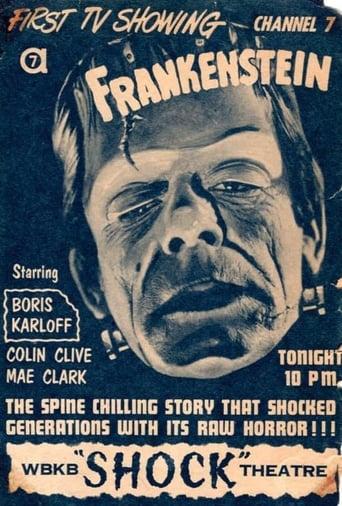 FIRST TV SHOWING CHANNEL 7
a
7
FRANKENSTEIN
Starring
BORIS
KARLOFF
COLIN CLIVE
MAE CLARK
TONIGHT
10 PM
THE SPINE CHILLING STORY THAT SHOCKED
GENERATIONS WITH ITS RAW HORROR!!!
WBKB "SHOCK" THEATRE